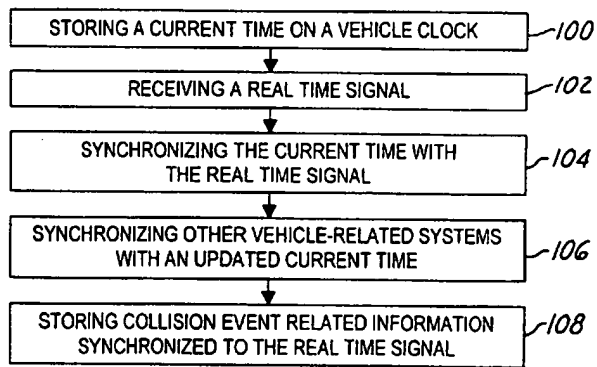 STORING A CURRENT TIME ON A VEHICLE CLOCK
100
RECEIVING A REAL TIME SIGNAL
102
SYNCHRONIZING THE CURRENT TIME WITH
THE REAL TIME SIGNAL
104
SYNCHRONIZING OTHER VEHICLE-RELATED SYSTEMS
WITH AN UPDATED CURRENT TIME
106
STORING COLLISION EVENT RELATED INFORMATION
SYNCHRONIZED TO THE REAL TIME SIGNAL
108